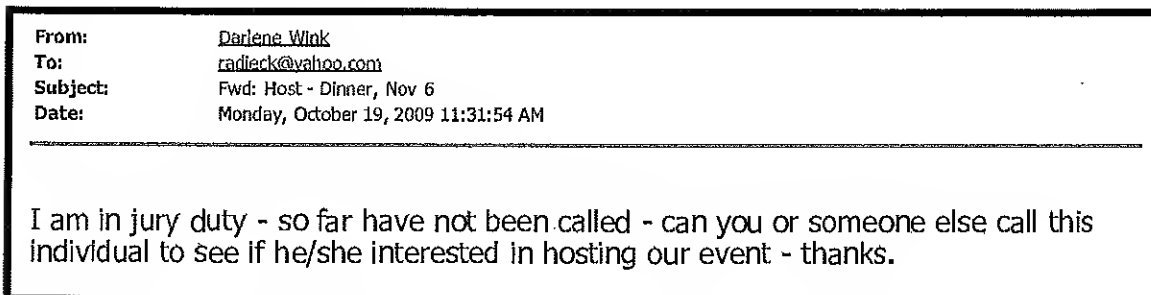 From: Darlene Wink
To: radieck@yahoo.com
Subject: Fwd: Host - Dinner, Nov 6
Date: Monday, October 19, 2009 11:31:54 AM
I am in jury duty - so far have not been called - can you or someone else call this
individual to see if he/she interested in hosting our event - thanks.